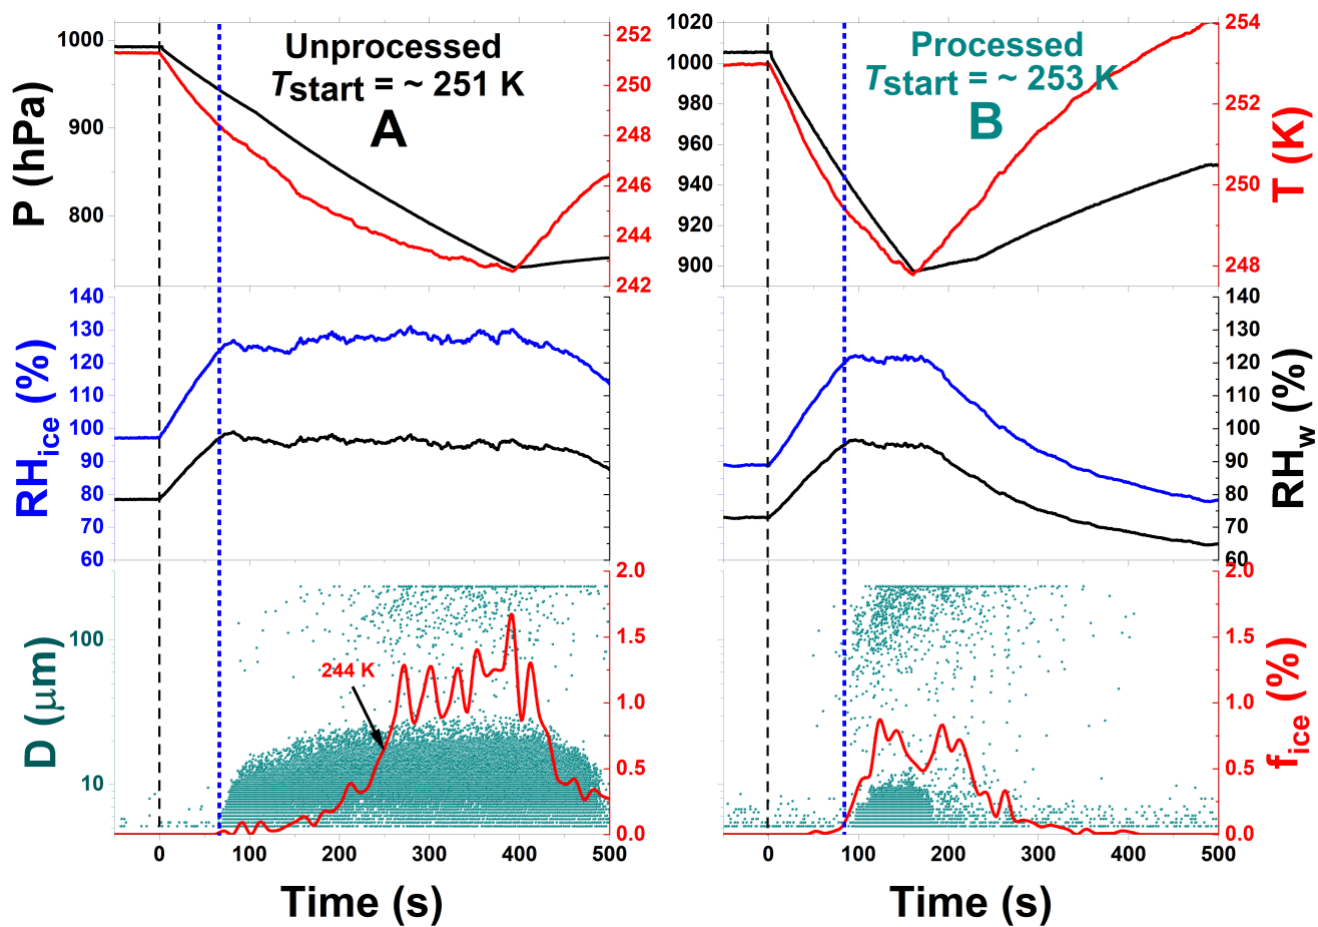 Unprocessed
Tstart = ~ 251 K
A
P (hPa)
1000
900
800
252
250
248
246
244
242
Processed
Tstart = ~ 253 K
B
T (K)
1020
1000
980
960
940
920
900
254
252
250
248
RHice (%)
140
130
120
110
100
90
80
70
60
RHw (%)
140
130
120
110
100
90
80
70
60
D (μm)
100
10
244 K
2.0
1.5
1.0
0.5
0.0
fice (%)
2.0
1.5
1.0
0.5
0.0
0 100 200 300 400 500
0 100 200 300 400 500
Time (s)
Time (s)